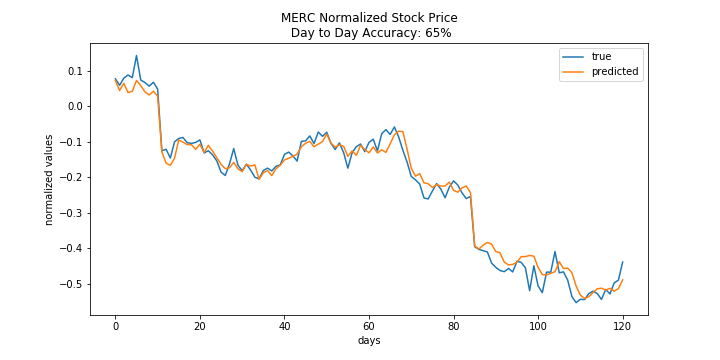 MERC Normalized Stock Price
Day to Day Accuracy: 65%
true
predicted
normalized values
0.1
0.0
−0.1
−0.2
−0.3
−0.4
−0.5
0 20 40 60 80 100 120
days